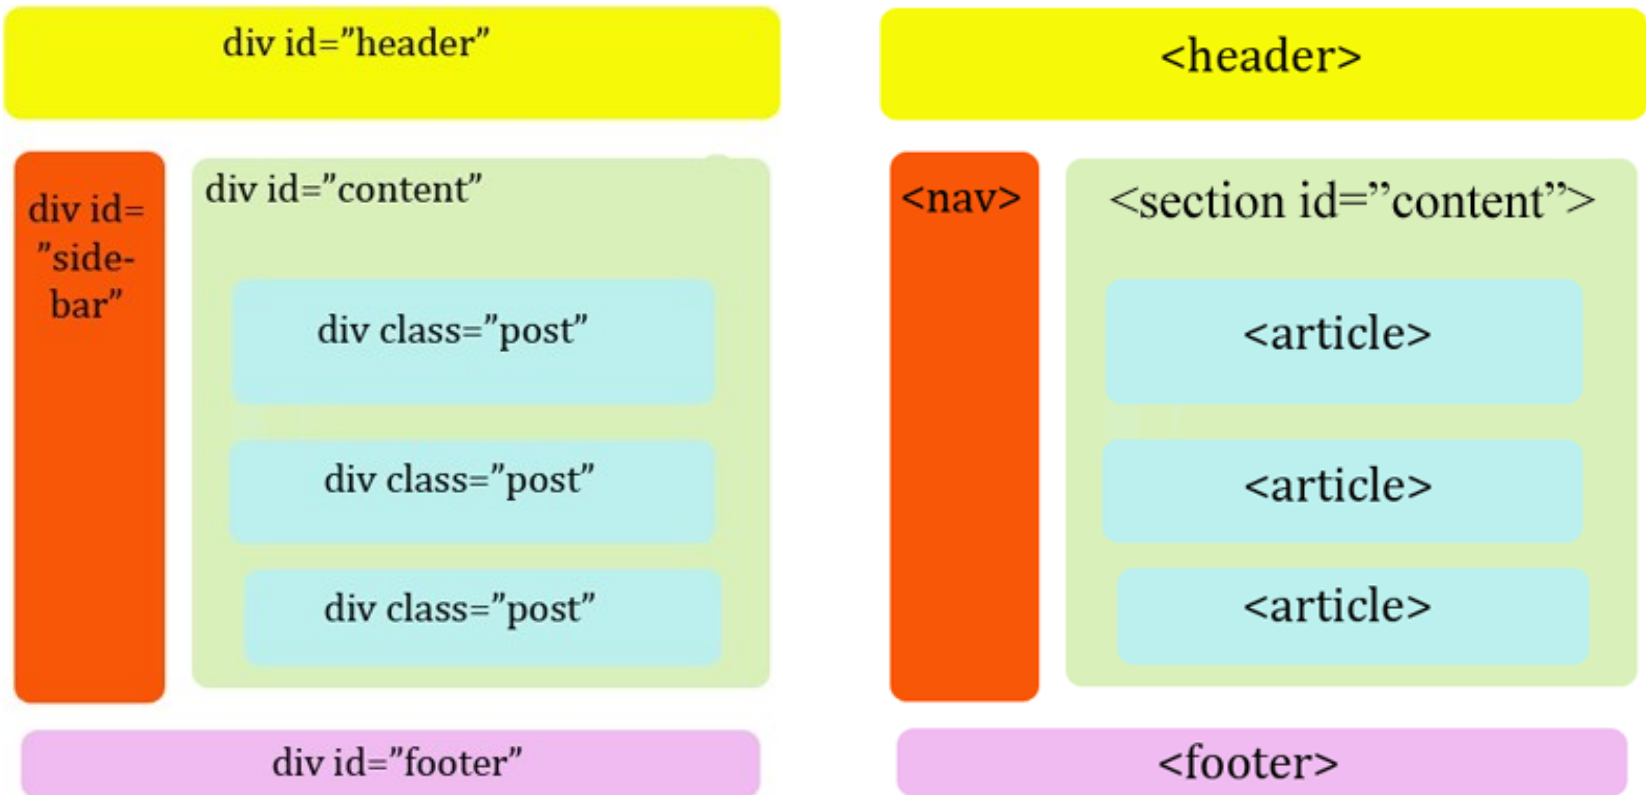 div id=”header”
div id=
”side-
bar”
div id=”content”
div class=”post”
div class=”post”
div class=”post”
div id=”footer”
<header>
<nav>
<section id=”content”>
<article>
<article>
<article>
<footer>